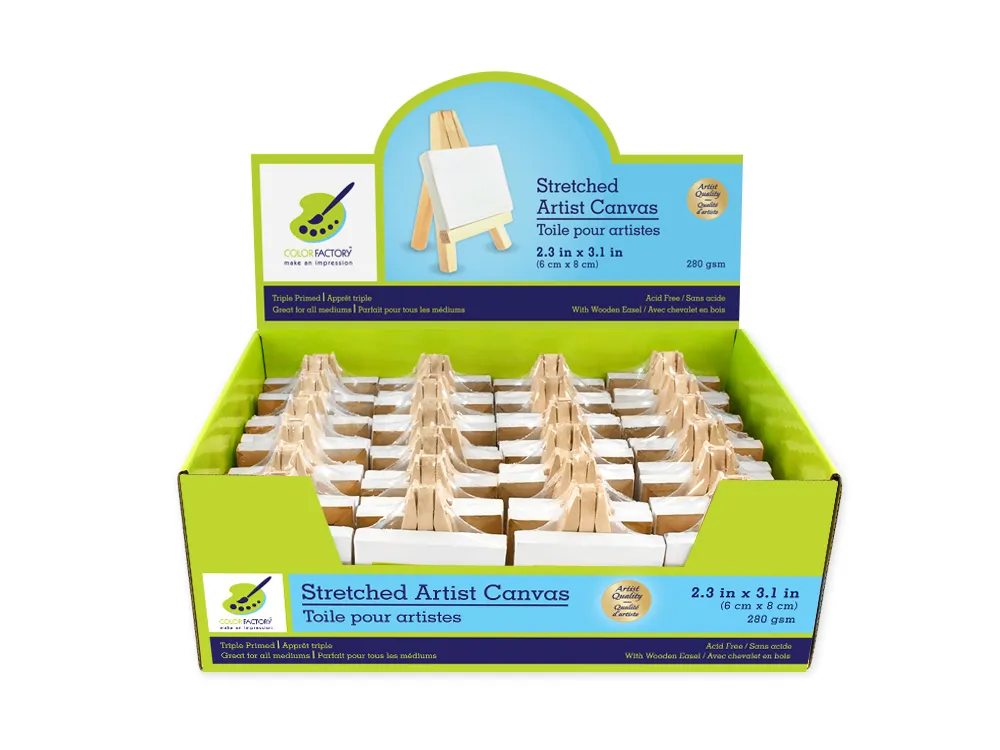 COLOR FACTORY
make an impression
Stretched
Artist Canvas
Toile pour artistes
2.3 in x 3.1 in
(6 cm x 8 cm)
Artist
Quality
Qualité
d'artiste
280 gsm
Triple Primed | Apprêt triple
Great for all mediums | Parfait pour tous les médiums
Acid Free / Sans acide
With Wooden Easel / Avec chevalet en bois
COLOR FACTORY
make an impression
Stretched Artist Canvas
Toile pour artistes
Artist
Quality
Qualité
d'artiste
2.3 in x 3.1 in
(6 cm x 8 cm)
280 gsm
Triple Primed | Apprêt triple
Great for all mediums | Parfait pour tous les médiums
Acid Free / Sans acide
With Wooden Easel / Avec chevalet en bois